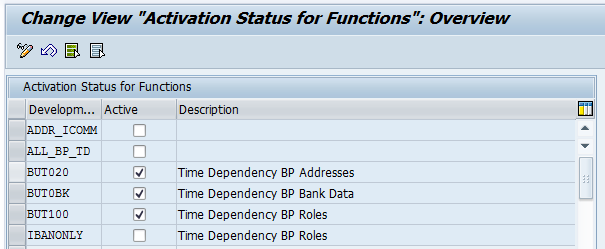 Change View "Activation Status for Functions": Overview
Activation Status for Functions
Developm... Active Description
ADDR_ICOMM
ALL_BP_TD
BUT020 Time Dependency BP Addresses
BUT0BK Time Dependency BP Bank Data
BUT100 Time Dependency BP Roles
IBANONLY Time Dependency BP Roles